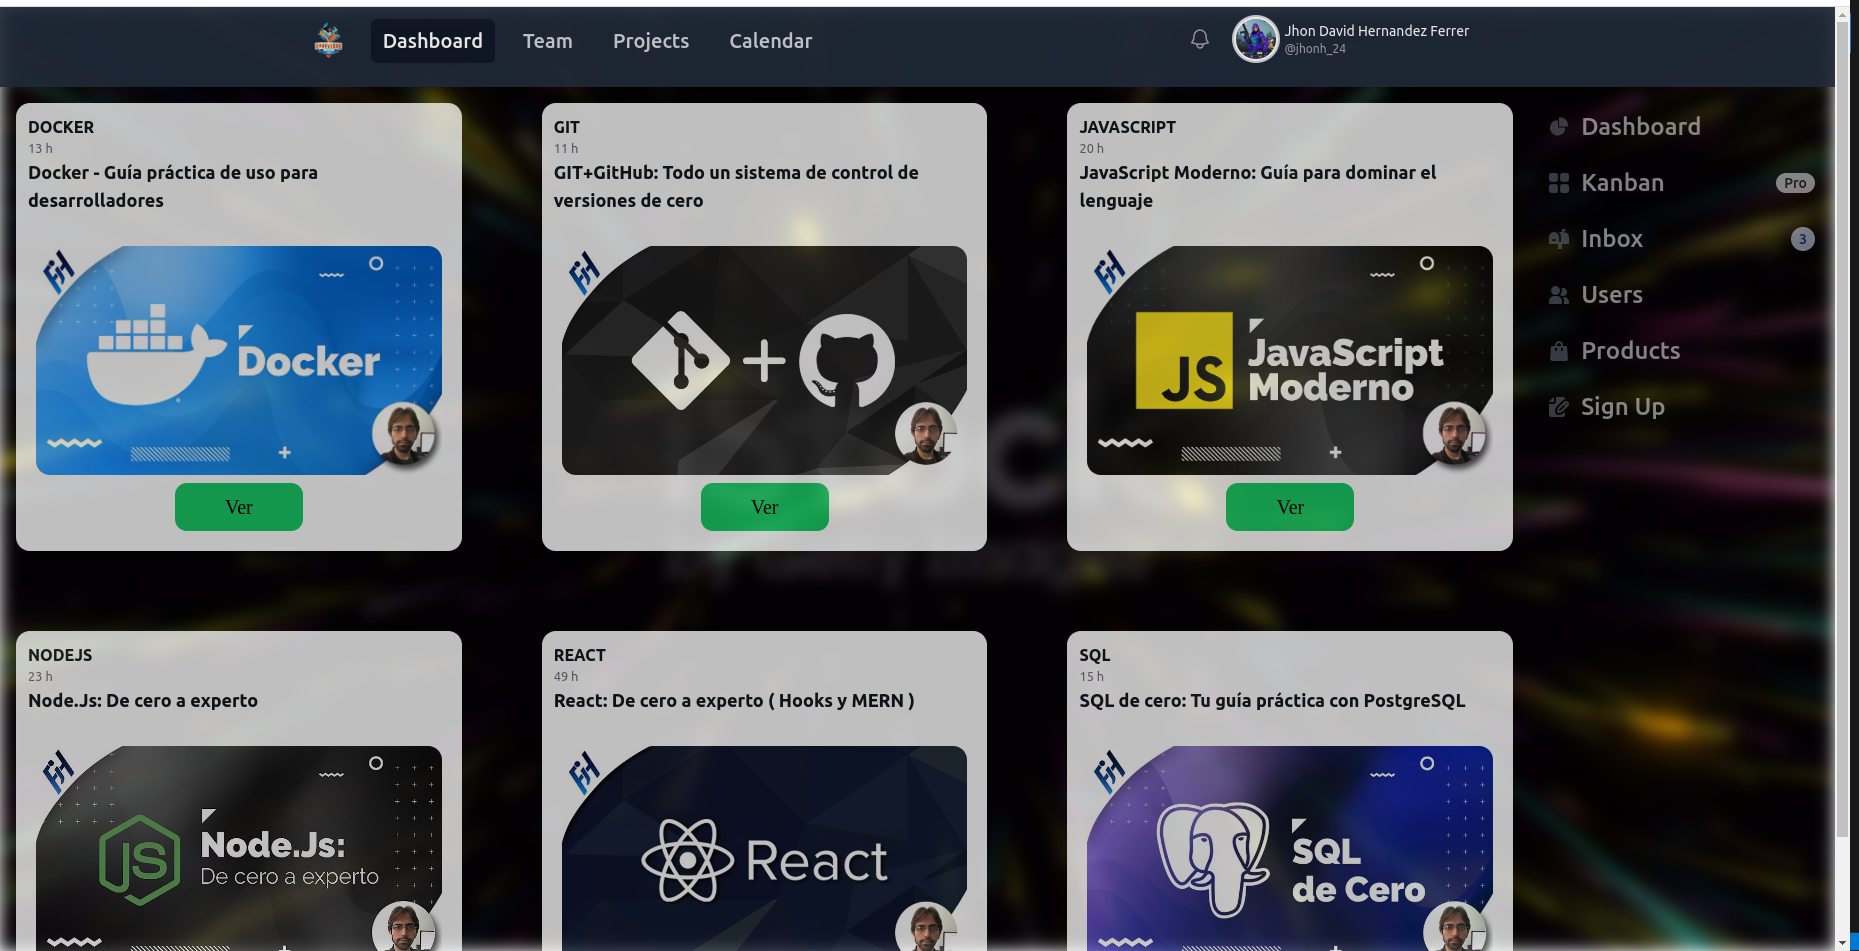 Dashboard
Team
Projects
Calendar
Jhon David Hernandez Ferrer
@jhonh_24
DOCKER
13 h
Docker - Guía práctica de uso para
desarrolladores
Docker
Ver
GIT
11 h
GIT+GitHub: Todo un sistema de control de
versiones de cero
Ver
JAVASCRIPT
20 h
JavaScript Moderno: Guía para dominar el
lenguaje
JS
JavaScript
Moderno
Ver
Dashboard
Kanban
Pro
Inbox
3
Users
Products
Sign Up
by Getty Images
NODEJS
23 h
Node.Js: De cero a experto
JS
Node.Js:
De cero a experto
REACT
49 h
React: De cero a experto ( Hooks y MERN )
React
SQL
15 h
SQL de cero: Tu guía práctica con PostgreSQL
SQL
de Cero